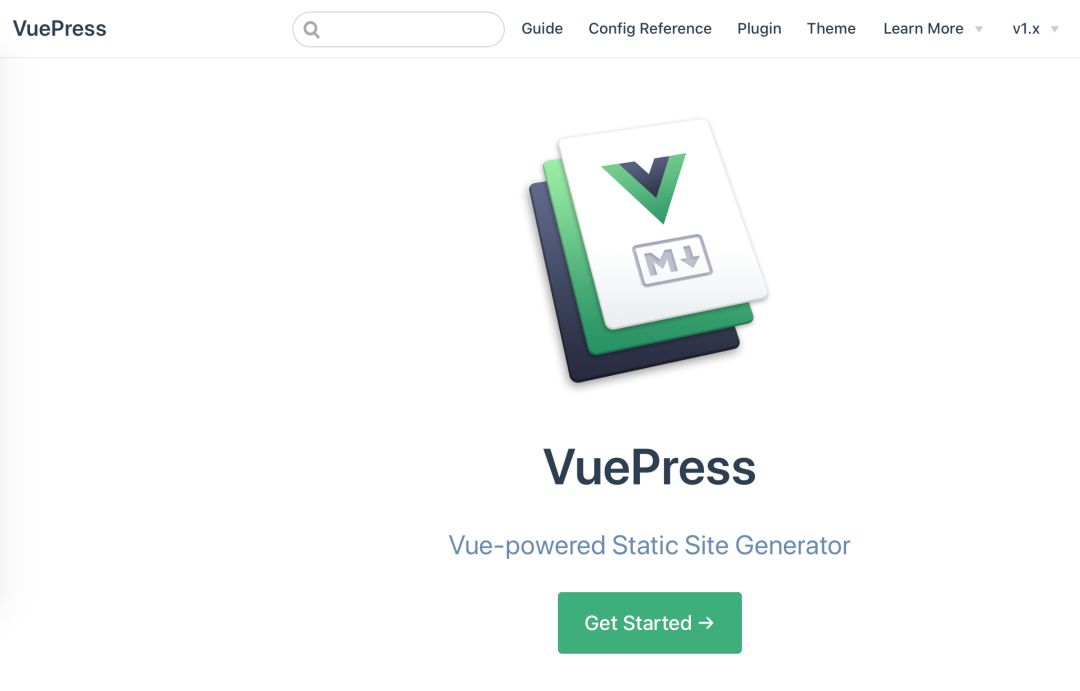 VuePress
Guide Config Reference Plugin Theme Learn More v1.x
M
VuePress
Vue-powered Static Site Generator
Get Started →